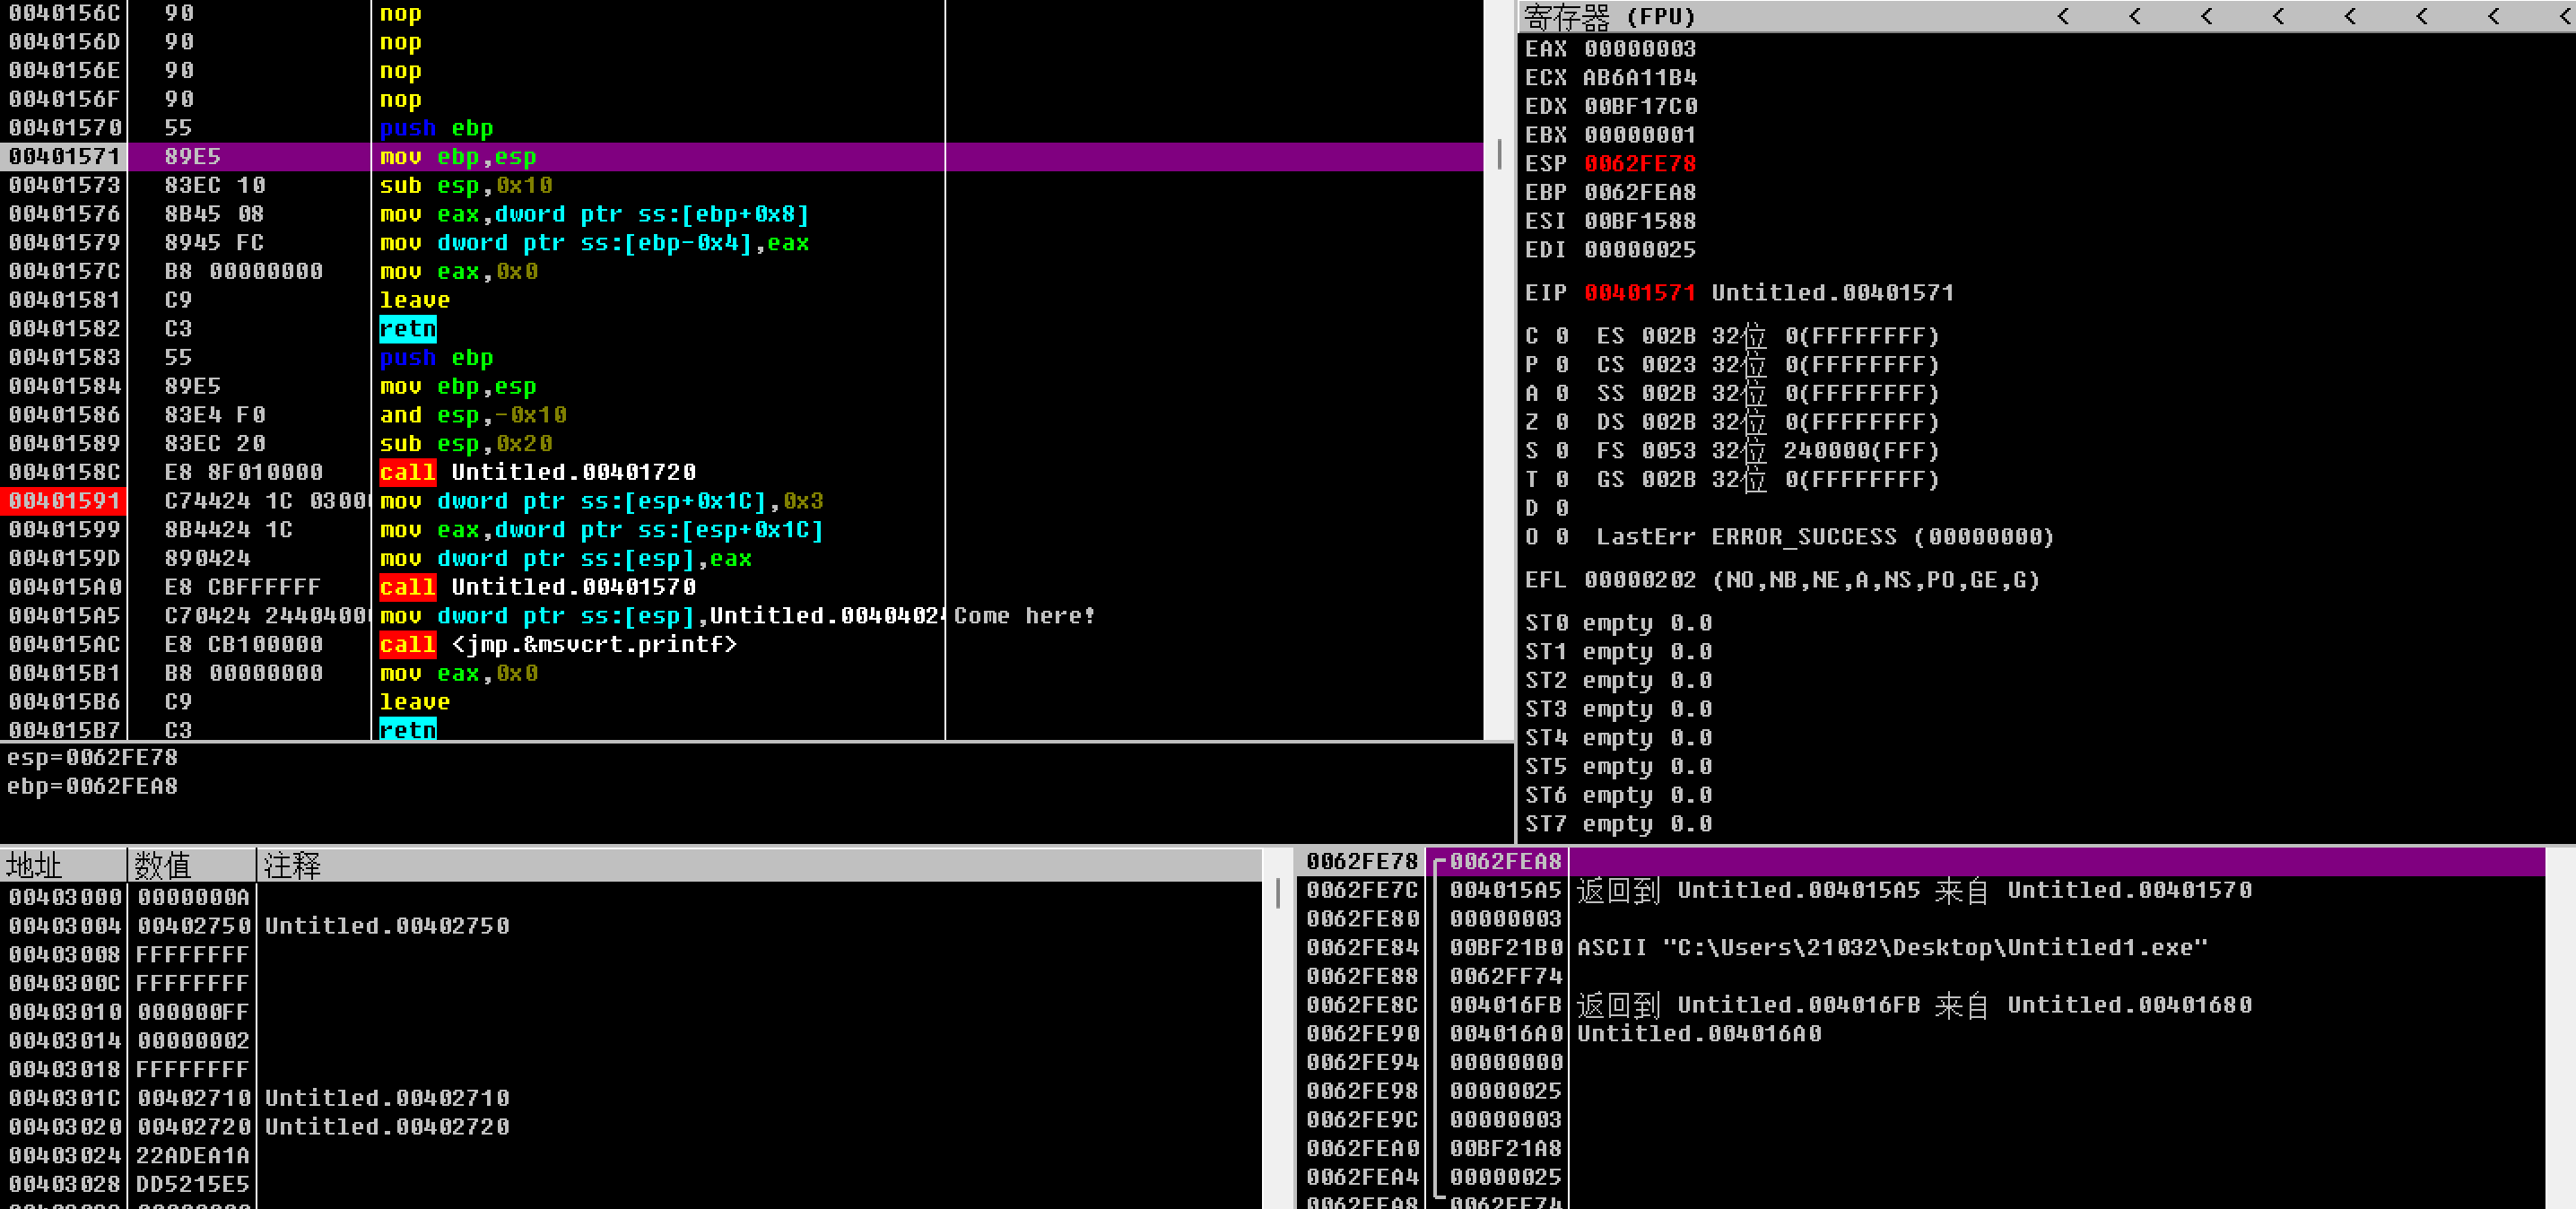 0040156C 90 nop
0040156D 90 nop
0040156E 90 nop
0040156F 90 nop
00401570 55 push ebp
00401571 89E5 mov ebp,esp
00401573 83EC 10 sub esp,0x10
00401576 8B45 08 mov eax,dword ptr ss:[ebp+0x8]
00401579 8945 FC mov dword ptr ss:[ebp-0x4],eax
0040157C B8 00000000 mov eax,0x0
00401581 C9 leave
00401582 C3 retn
00401583 55 push ebp
00401584 89E5 mov ebp,esp
00401586 83E4 F0 and esp,-0x10
00401589 83EC 20 sub esp,0x20
0040158C E8 8F010000 call Untitled.00401720
00401591 C74424 1C 0300 mov dword ptr ss:[esp+0x1C],0x3
00401599 8B4424 1C mov eax,dword ptr ss:[esp+0x1C]
0040159D 890424 mov dword ptr ss:[esp],eax
004015A0 E8 CBFFFFFF call Untitled.00401570
004015A5 C70424 2440400 mov dword ptr ss:[esp],Untitled.0040402 Come here!
004015AC E8 CB100000 call <jmp.&msvcrt.printf>
004015B1 B8 00000000 mov eax,0x0
004015B6 C9 leave
004015B7 C3 retn
esp=0062FE78
ebp=0062FEA8
寄存器 (FPU) < < < < < < < <
EAX 00000003
ECX AB6A11B4
EDX 00BF17C0
EBX 00000001
ESP 0062FE78
EBP 0062FEA8
ESI 00BF1588
EDI 00000025
EIP 00401571 Untitled.00401571
C 0 ES 002B 32位 0(FFFFFFFF)
P 0 CS 0023 32位 0(FFFFFFFF)
A 0 SS 002B 32位 0(FFFFFFFF)
Z 0 DS 002B 32位 0(FFFFFFFF)
S 0 FS 0053 32位 240000(FFF)
T 0 GS 002B 32位 0(FFFFFFFF)
D 0
O 0 LastErr ERROR_SUCCESS (00000000)
EFL 00000202 (NO,NB,NE,A,NS,PO,GE,G)
ST0 empty 0.0
ST1 empty 0.0
ST2 empty 0.0
ST3 empty 0.0
ST4 empty 0.0
ST5 empty 0.0
ST6 empty 0.0
ST7 empty 0.0
地址 数值 注释
00403000 0000000A
00403004 00402750 Untitled.00402750
00403008 FFFFFFFF
0040300C FFFFFFFF
00403010 000000FF
00403014 00000002
00403018 FFFFFFFF
0040301C 00402710 Untitled.00402710
00403020 00402720 Untitled.00402720
00403024 22ADEA1A
00403028 DD5215E5
0062FE78 0062FEA8
0062FE7C 004015A5 返回到 Untitled.004015A5 来自 Untitled.00401570
0062FE80 00000003
0062FE84 00BF21B0 ASCII "C:\Users\21032\Desktop\Untitled1.exe"
0062FE88 0062FF74
0062FE8C 004016FB 返回到 Untitled.004016FB 来自 Untitled.00401680
0062FE90 004016A0 Untitled.004016A0
0062FE94 00000000
0062FE98 00000025
0062FE9C 00000003
0062FEA0 00BF21A8
0062FEA4 00000025
0062FEA8